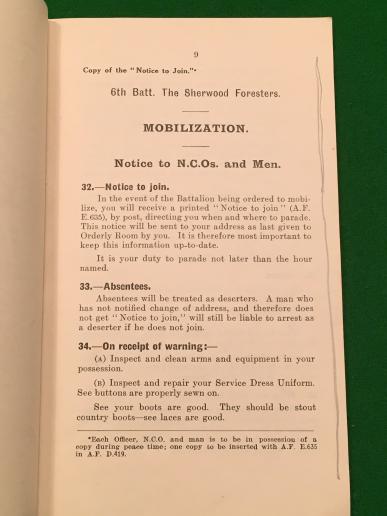 9
Copy of the "Notice to Join."*
6th Batt. The Sherwood Foresters.
MOBILIZATION.
Notice to N.C.Os. and Men.
32.—Notice to join.
In the event of the Battalion being ordered to mobi-
lize, you will receive a printed "Notice to join" (A.F.
E.635), by post, directing you when and where to parade.
This notice will be sent to your address as last given to
Orderly Room by you. It is therefore most important to
keep this information up-to-date.
It is your duty to parade not later than the hour
named.
33.—Absentees.
Absentees will be treated as deserters. A man who
has not notified change of address, and therefore does
not get "Notice to join," will still be liable to arrest as
a deserter if he does not join.
34.—On receipt of warning:—
(A) Inspect and clean arms and equipment in your
possession.
(B) Inspect and repair your Service Dress Uniform.
See buttons are properly sewn on.
See your boots are good. They should be stout
country boots—see laces are good.
*Each Officer, N.C.O. and man is to be in possession of a
copy during peace time; one copy to be inserted with A.F. E.635
in A.F. D.419.